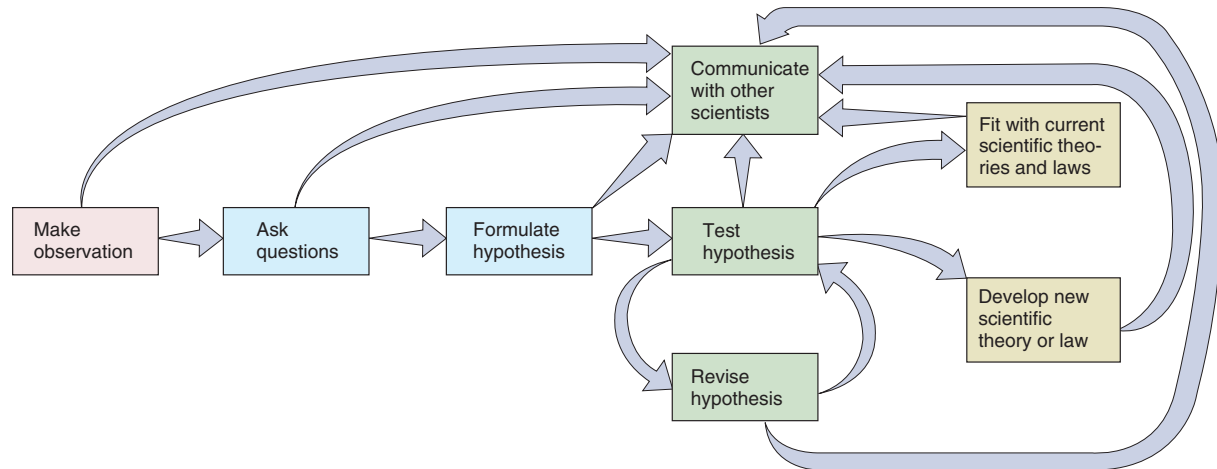 Communicate
with other
scientists
Fit with current
scientific theo-
ries and laws
Make
observation
Ask
questions
Formulate
hypothesis
Test
hypothesis
Develop new
scientific
theory or law
Revise
hypothesis